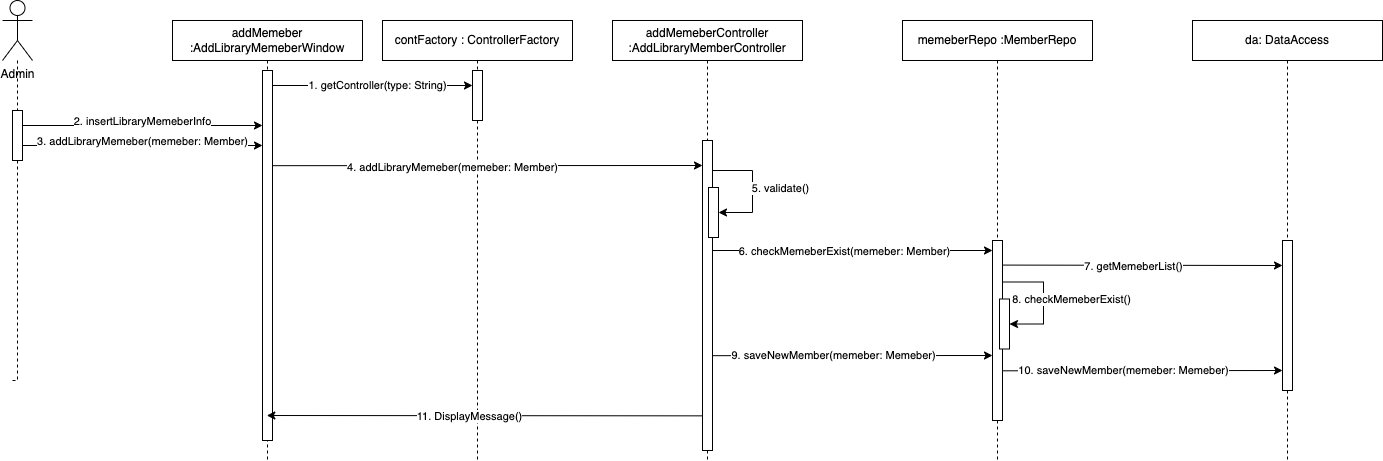 Admin
addMemeber
:AddLibraryMemeberWindow
contFactory : ControllerFactory
addMemeberController
:AddLibraryMemberController
memeberRepo :MemberRepo
da: DataAccess
1. getController(type: String)
2. insertLibraryMemeberInfo
3. addLibraryMemeber(memeber: Member)
4. addLibraryMemeber(memeber: Member)
5. validate()
6. checkMemeberExist(memeber: Member)
7. getMemeberList()
8. checkMemeberExist()
9. saveNewMember(memeber: Memeber)
10. saveNewMember(memeber: Memeber)
11. DisplayMessage()